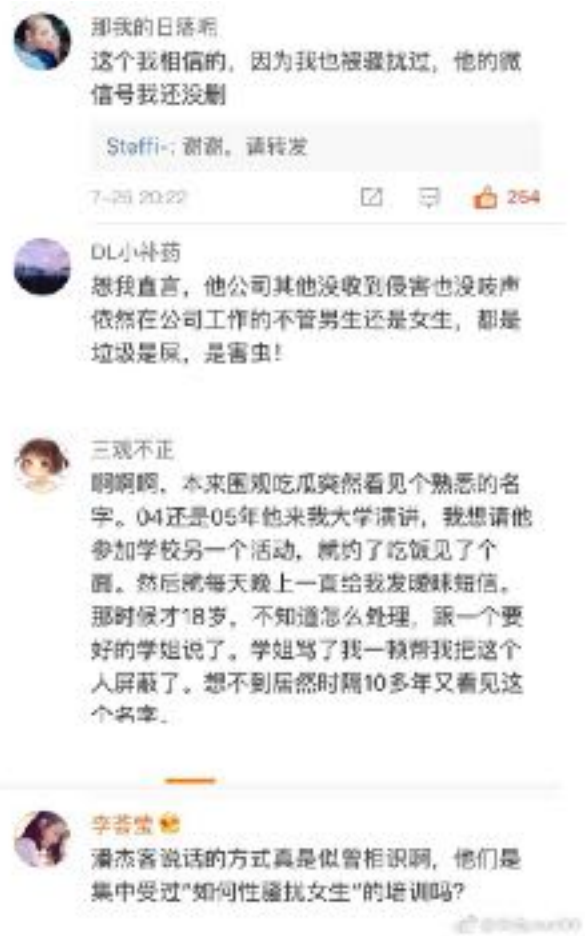 那我的日落呢
这个我相信的，因为我也被骚扰过，他的微
信号我还没删
Steffi-: 谢谢，请转发
7-26 20:22
264
DL小补药
恕我直言，他公司其他没收到侵害也没吱声
依然在公司工作的不管男生还是女生，都是
垃圾是屎，是害虫！
三观不正
啊啊啊，本来围观吃瓜突然看见个熟悉的名
字。04还是05年他来我大学演讲，我想请他
参加学校另一个活动，就约了吃饭见了个
面。然后就每天晚上一直给我发暧昧短信。
那时候才18岁，不知道怎么处理，跟一个要
好的学姐说了。学姐骂了我一顿帮我把这个
人屏蔽了。想不到居然时隔10多年又看见这
个名字。
李荟莹
潘杰客说话的方式真是似曾相识啊，他们是
集中受过“如何性骚扰女生”的培训吗？